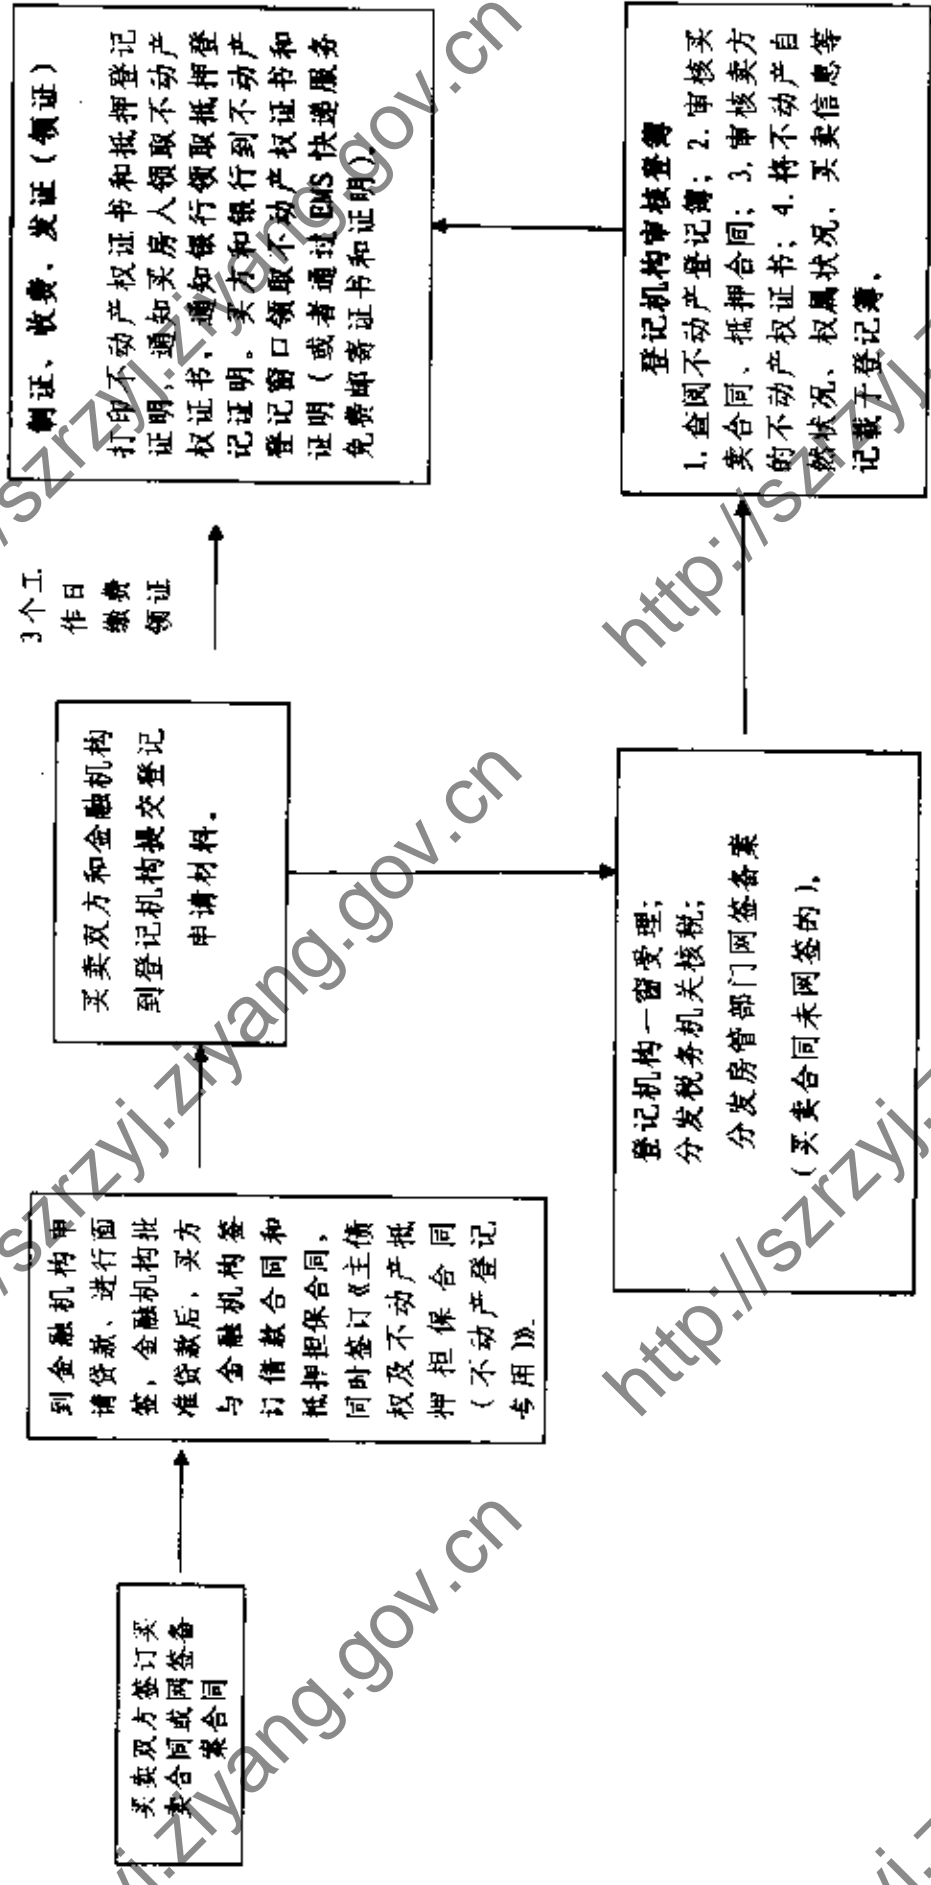 买卖双方签订买
卖合同或网签备
案合同
到金融机构申
请贷款、进行面
签,金融机构批
准贷款后,买方
与金融机构签
订借款合同和
抵押担保合同,
同时签订《主债
权及不动产抵
押担保合同
(不动产登记
专用)》.
买卖双方和金融机构
到登记机构提交登记
申请材料。
3个工
作日
缴费
领证
制证、收费、发证(领证)
打印不动产权证书和抵押登记
证明,通知买房人领取不动产
权证书,通知银行领取抵押登
记证明。买方和银行到不动产
登记窗口领取不动产权证书和
证明(或者通过EMS快递服务
免费邮寄证书和证明)。
登记机构一窗受理;
分发税务机关核税;
分发房管部门网签备案
(买卖合同未网签的)。
登记机构审核登簿
1.查阅不动产登记簿;2.审核买
卖合同、抵押合同;3.审核卖方
的不动产权证书;4.将不动产自
然状况、权属状况、买卖信息等
记载于登记簿。
http://szrzyj.ziyang.gov.cn